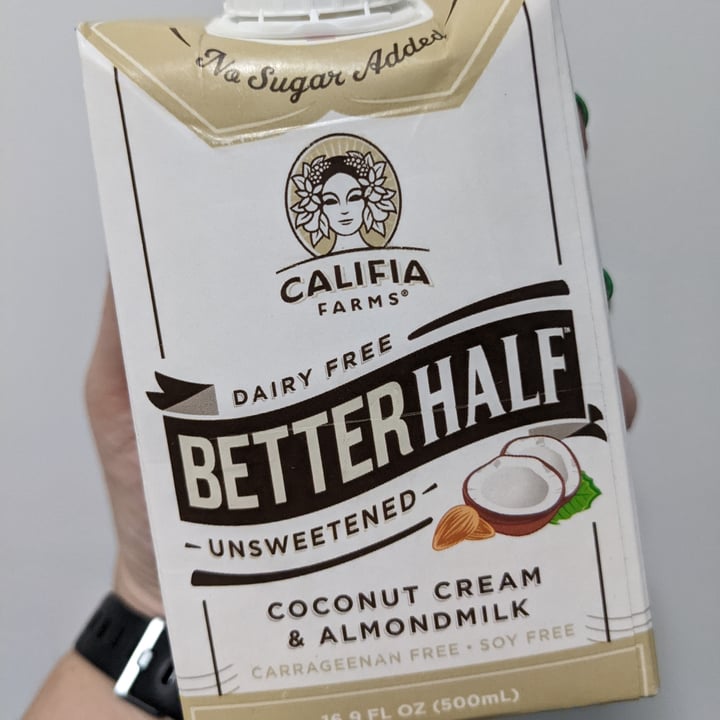 No Sugar Added
CALIFIA
FARMS®
DAIRY FREE
BETTER HALF™
UNSWEETENED
COCONUT CREAM
& ALMONDMILK
CARRAGEENAN FREE • SOY FREE
16.9 FL OZ (500mL)